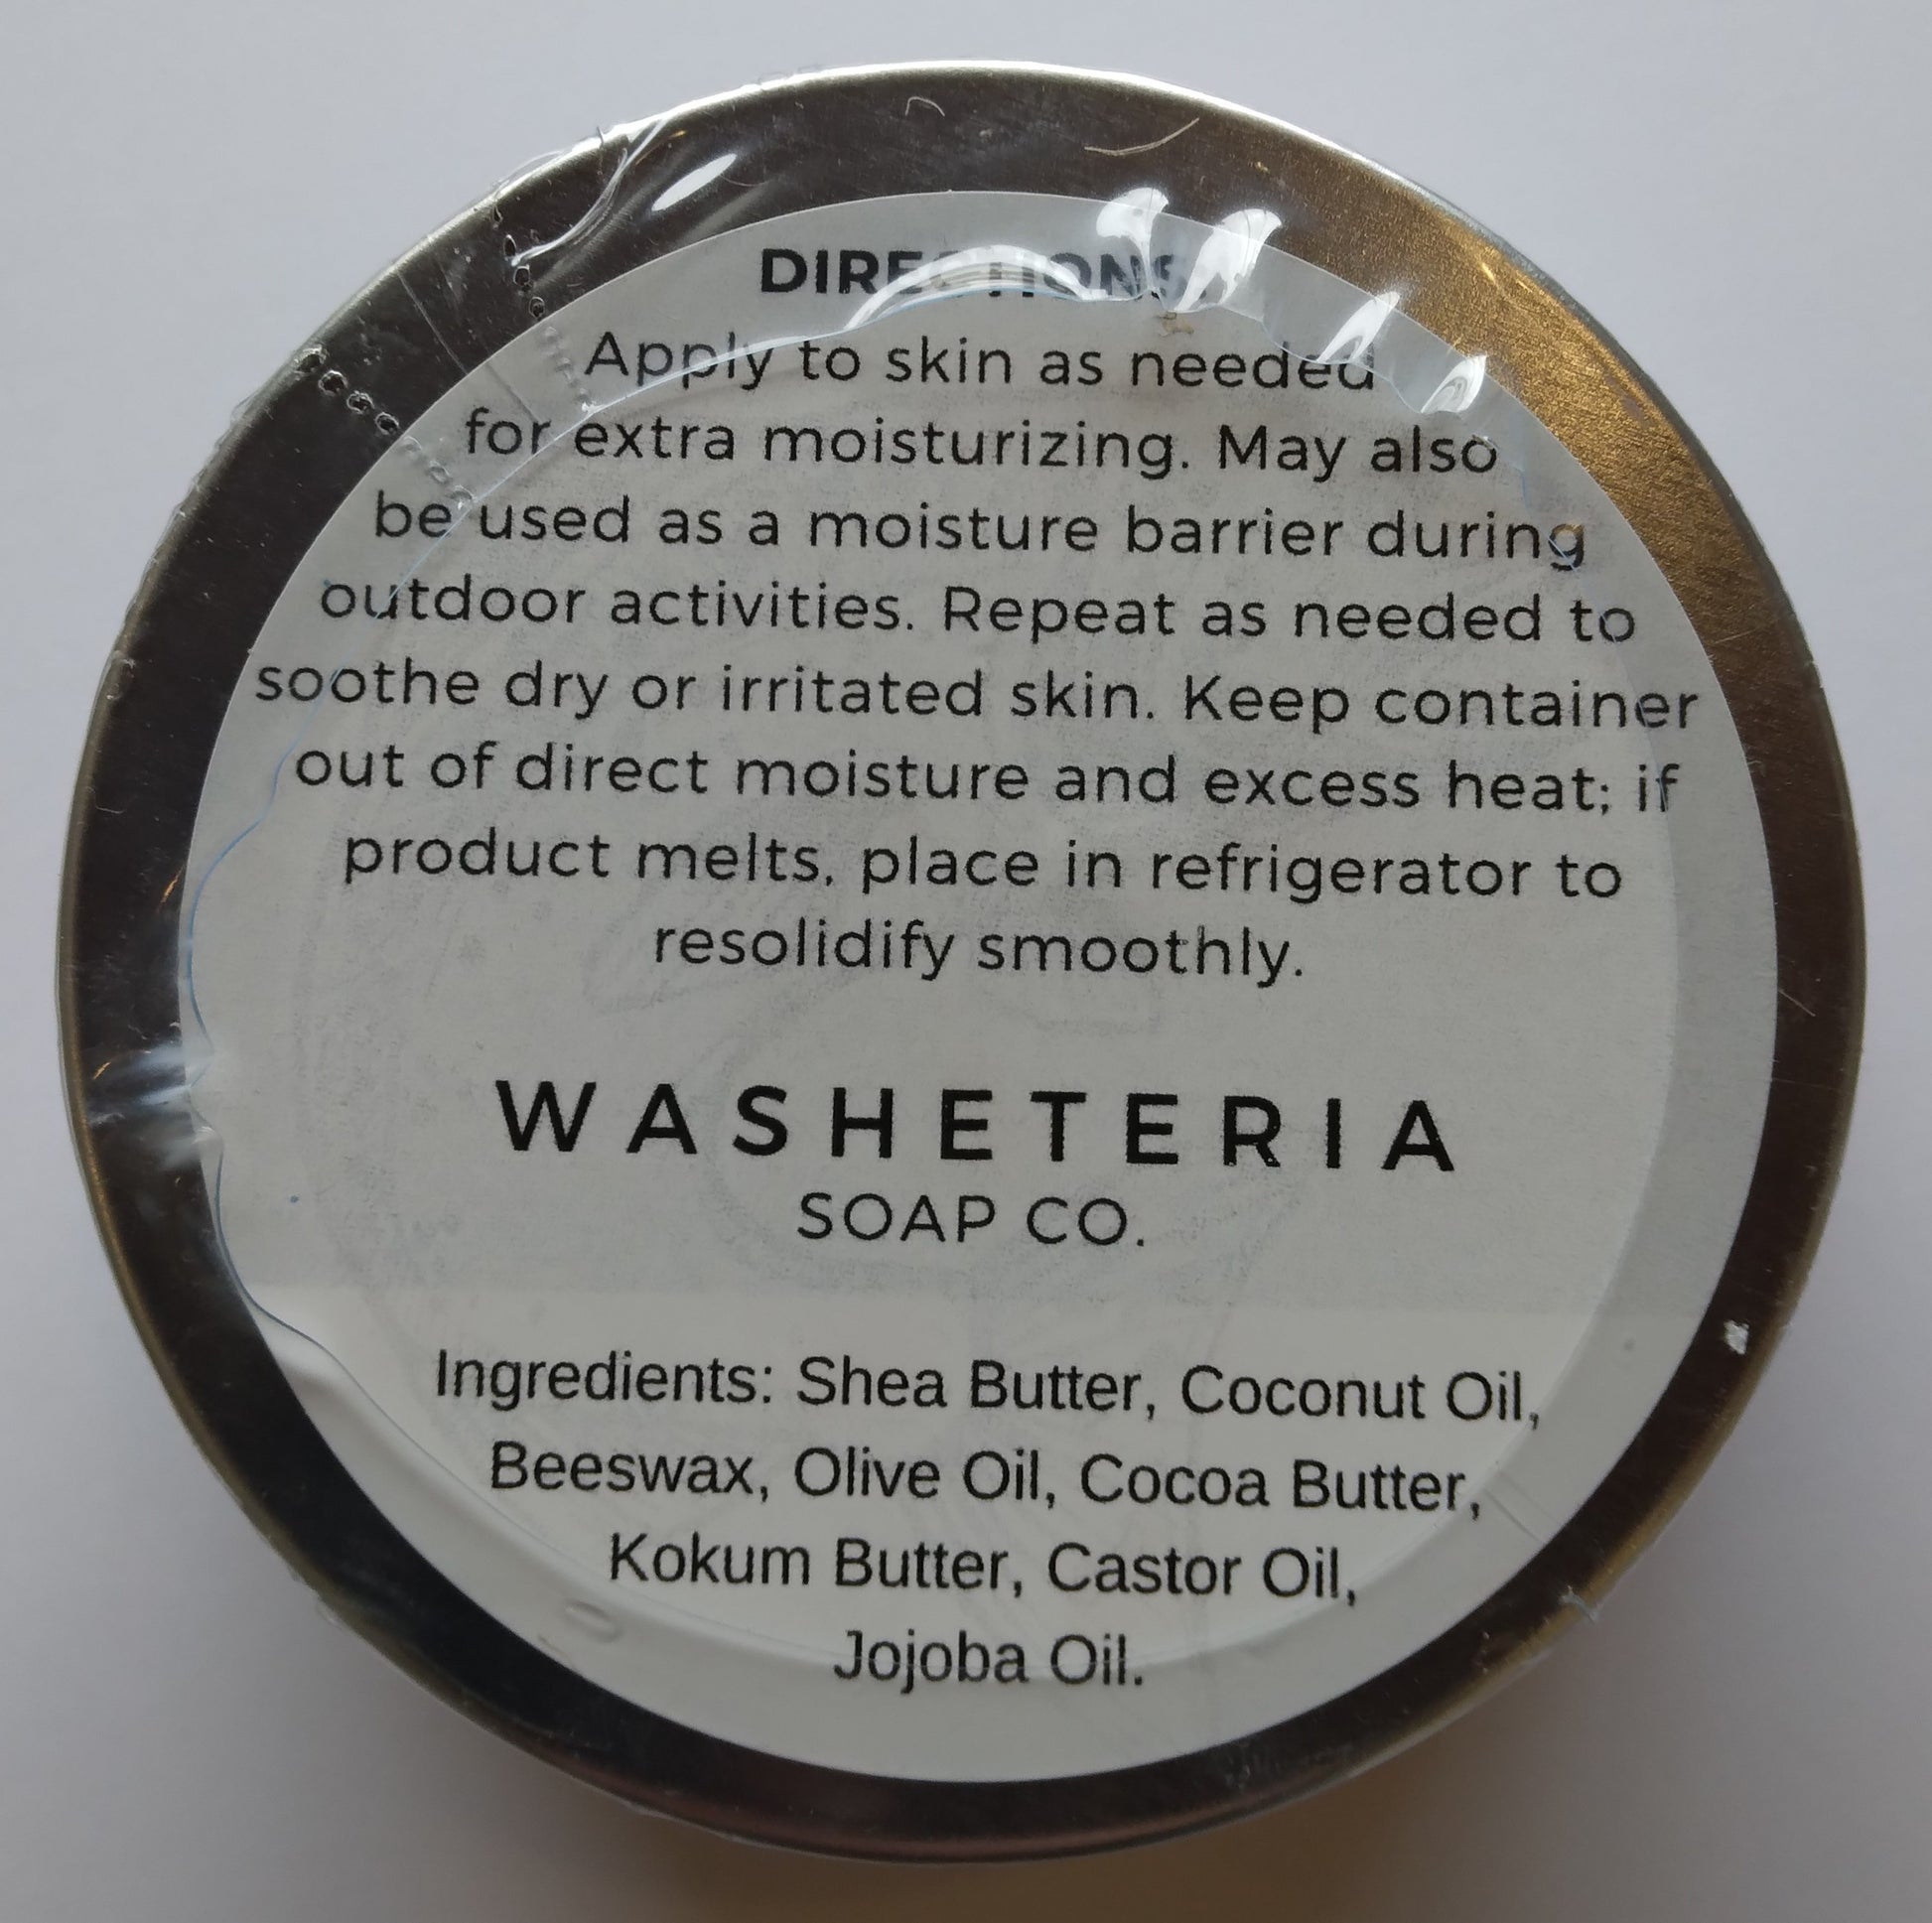 DIRECTIONS
Apply to skin as needed
for extra moisturizing. May also
be used as a moisture barrier during
outdoor activities. Repeat as needed to
soothe dry or irritated skin. Keep container
out of direct moisture and excess heat; if
product melts, place in refrigerator to
resolidify smoothly.
WASHETERIA
SOAP CO.
Ingredients: Shea Butter, Coconut Oil,
Beeswax, Olive Oil, Cocoa Butter,
Kokum Butter, Castor Oil,
Jojoba Oil.